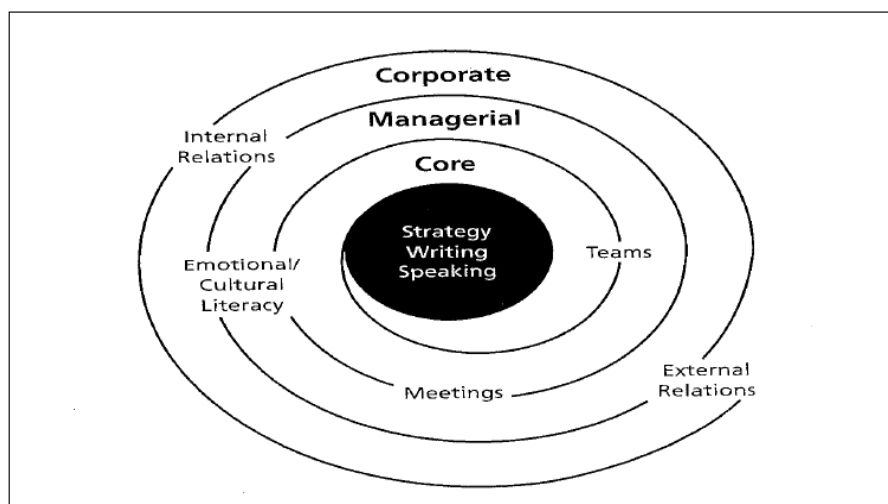 Corporate
Managerial
Internal
Relations
Core
Strategy
Writing
Speaking
Teams
Emotional/
Cultural
Literacy
External
Relations
Meetings